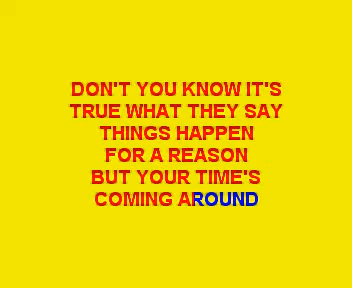 DON'T YOU KNOW IT'S
TRUE WHAT THEY SAY
THINGS HAPPEN
FOR A REASON
BUT YOUR TIME'S
COMING AROUND